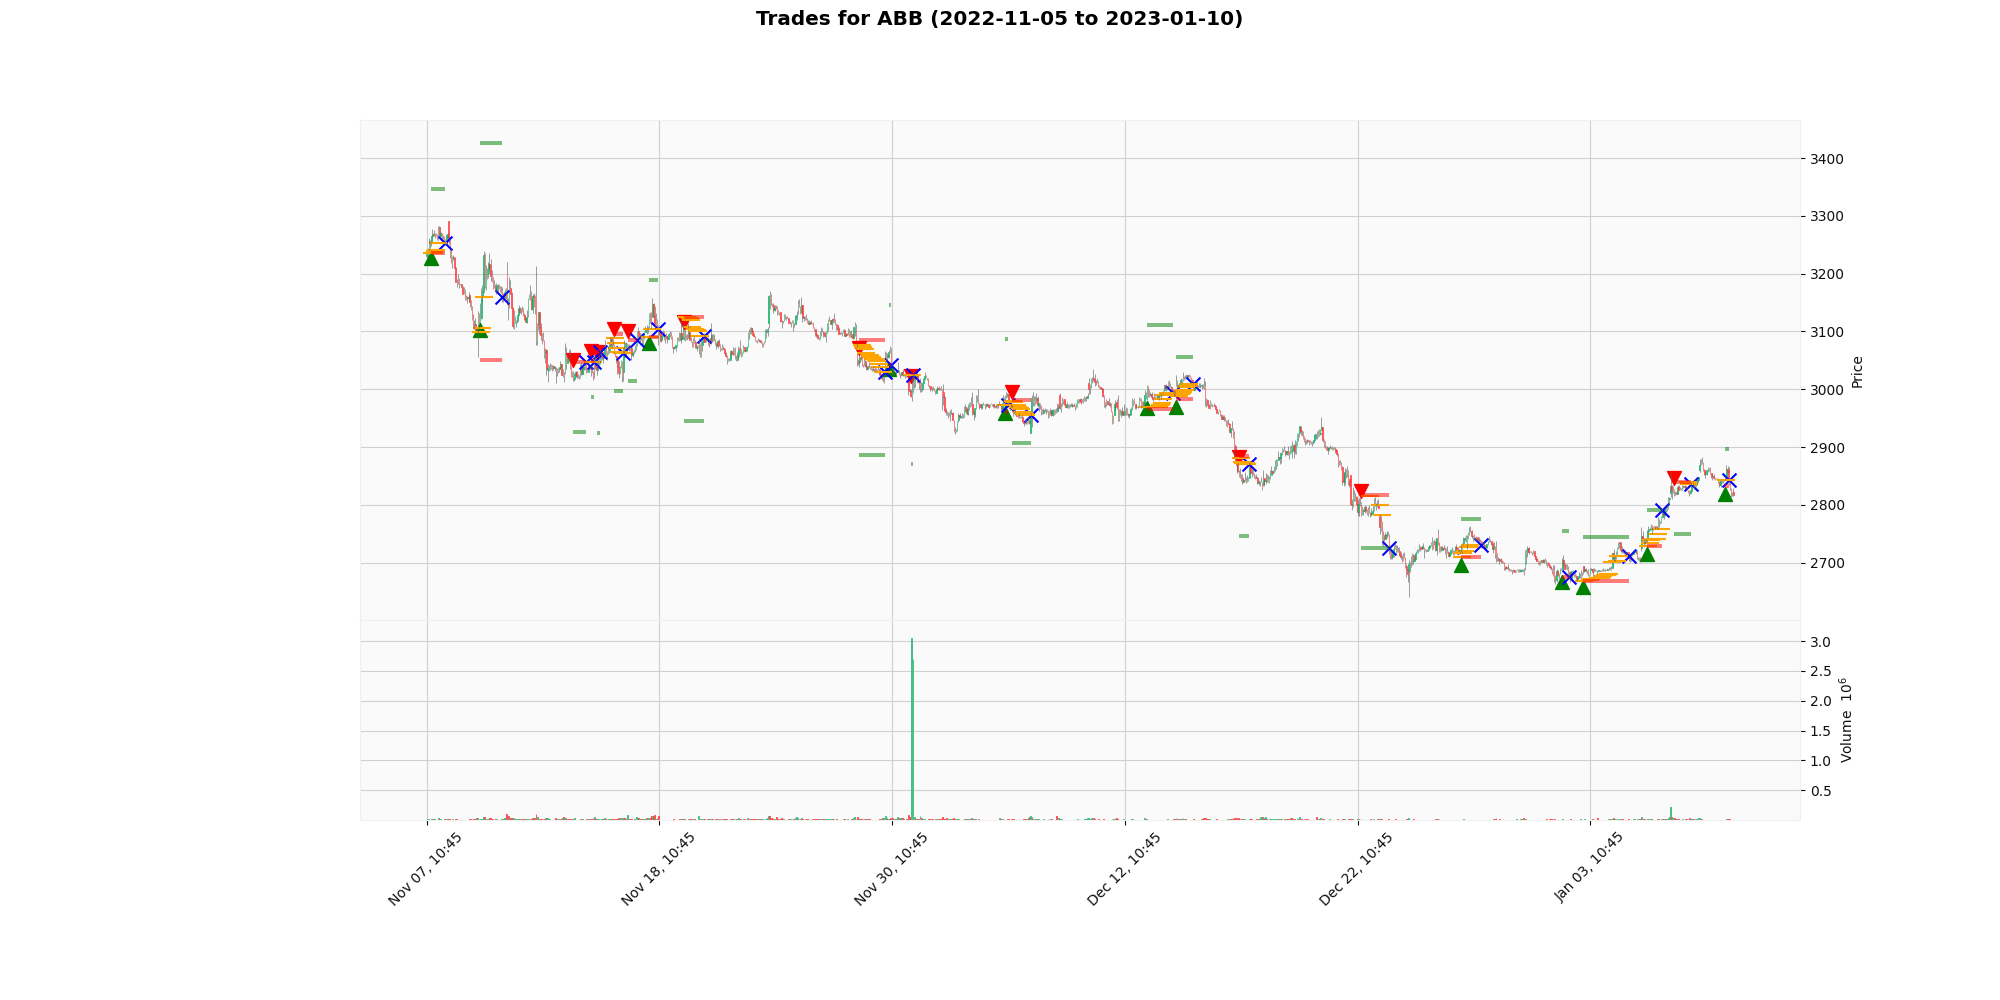 Trades for ABB (2022-11-05 to 2023-01-10)
3400
3300
3200
3100
3000
2900
2800
2700
Price
3.0
2.5
2.0
1.5
1.0
0.5
Volume 10^6
Nov 07, 10:45
Nov 18, 10:45
Nov 30, 10:45
Dec 12, 10:45
Dec 22, 10:45
Jan 03, 10:45